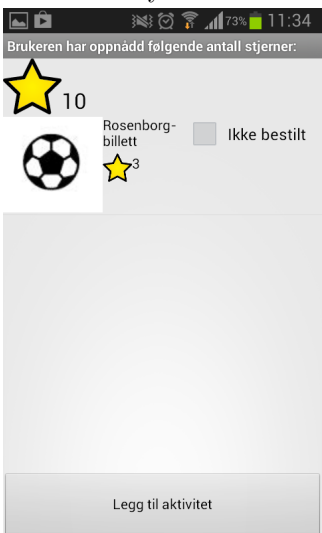 73% 11:34
Brukeren har oppnådd følgende antall stjerner:
10
Rosenborg-
billett
3
Ikke bestilt
Legg til aktivitet